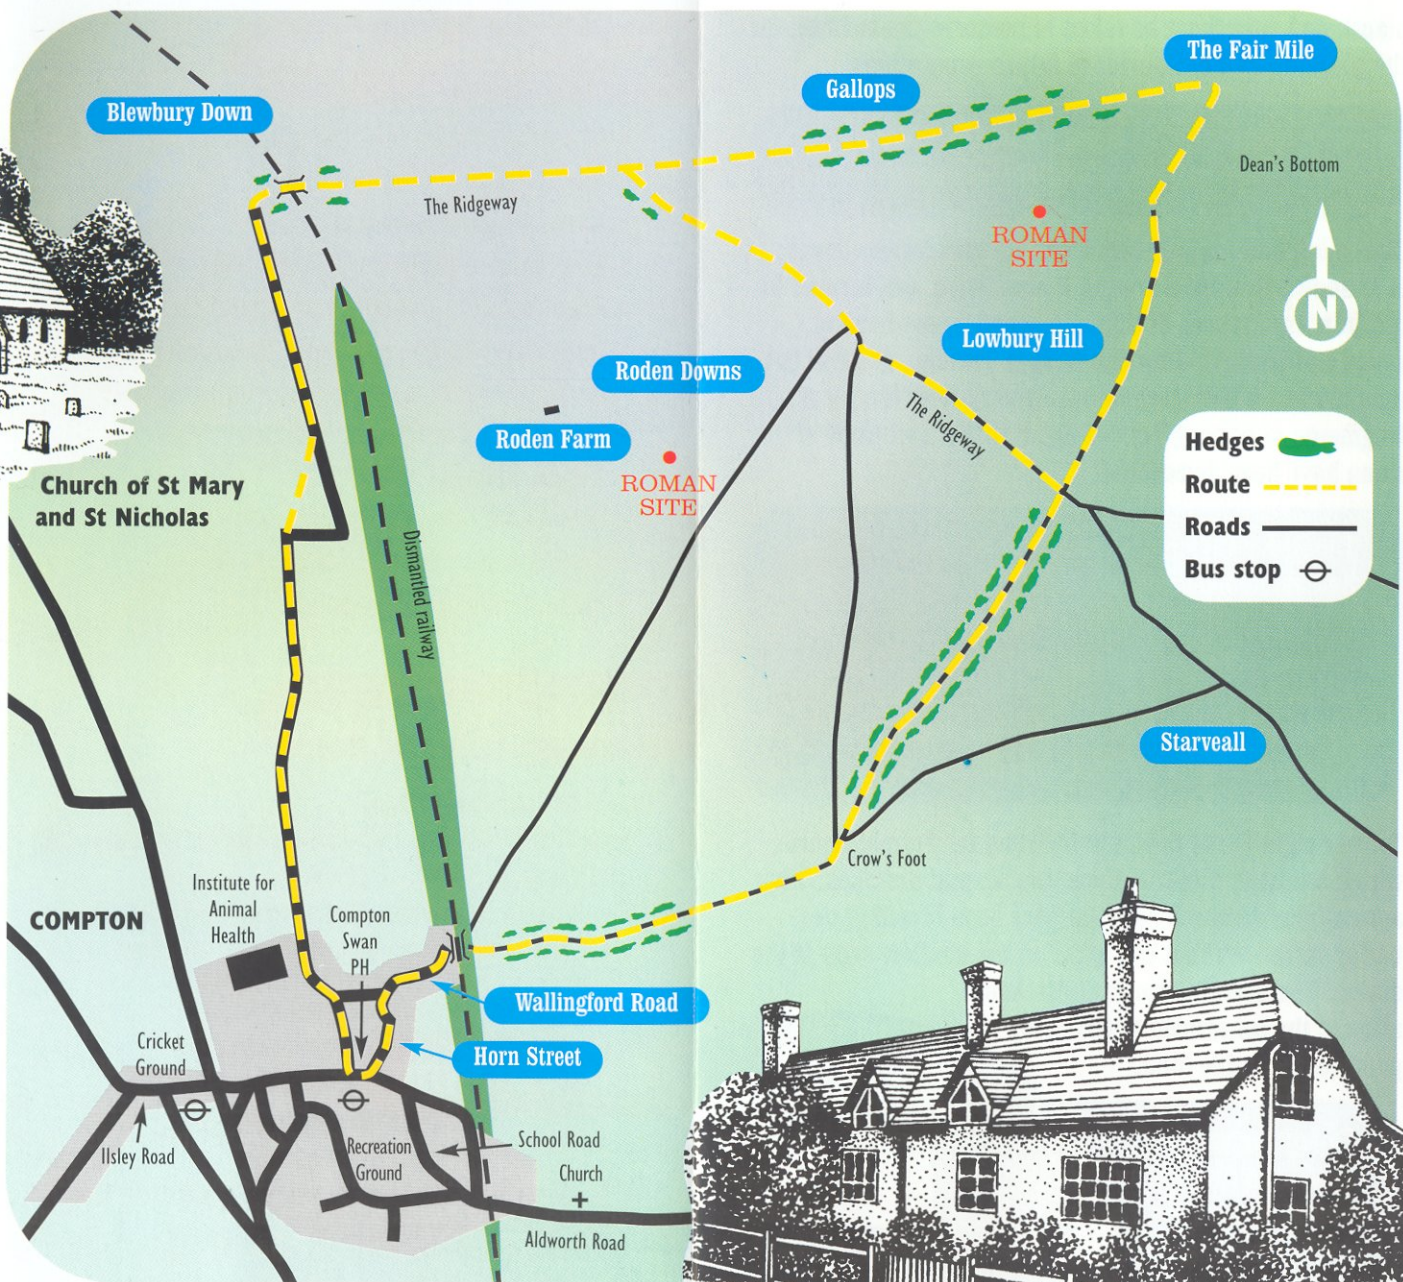 The Fair Mile
Gallops
Blewbury Down
Dean's Bottom
The Ridgeway
ROMAN
SITE
N
Lowbury Hill
Roden Downs
The Ridgeway
Roden Farm
ROMAN
SITE
Hedges
Route
Roads
Bus stop
Church of St Mary
and St Nicholas
Dismantled railway
Starveall
Crow's Foot
Institute for
Animal
Health
COMPTON
Compton
Swan
PH
Wallingford Road
Horn Street
Cricket
Ground
Ilsley Road
Recreation
Ground
School Road
Church
Aldworth Road